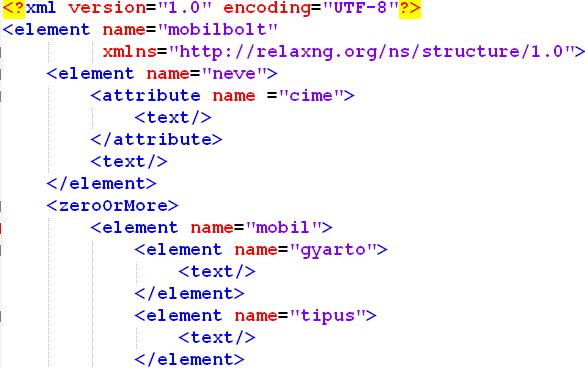 <?xml version="1.0" encoding="UTF-8"?>
<element name="mobilbolt"
xmlns="http://relaxng.org/ns/structure/1.0">
<element name="neve">
<attribute name ="cime">
<text/>
</attribute>
<text/>
</element>
<zeroOrMore>
<element name="mobil">
<element name="gyarto">
<text/>
</element>
<element name="tipus">
<text/>
</element>